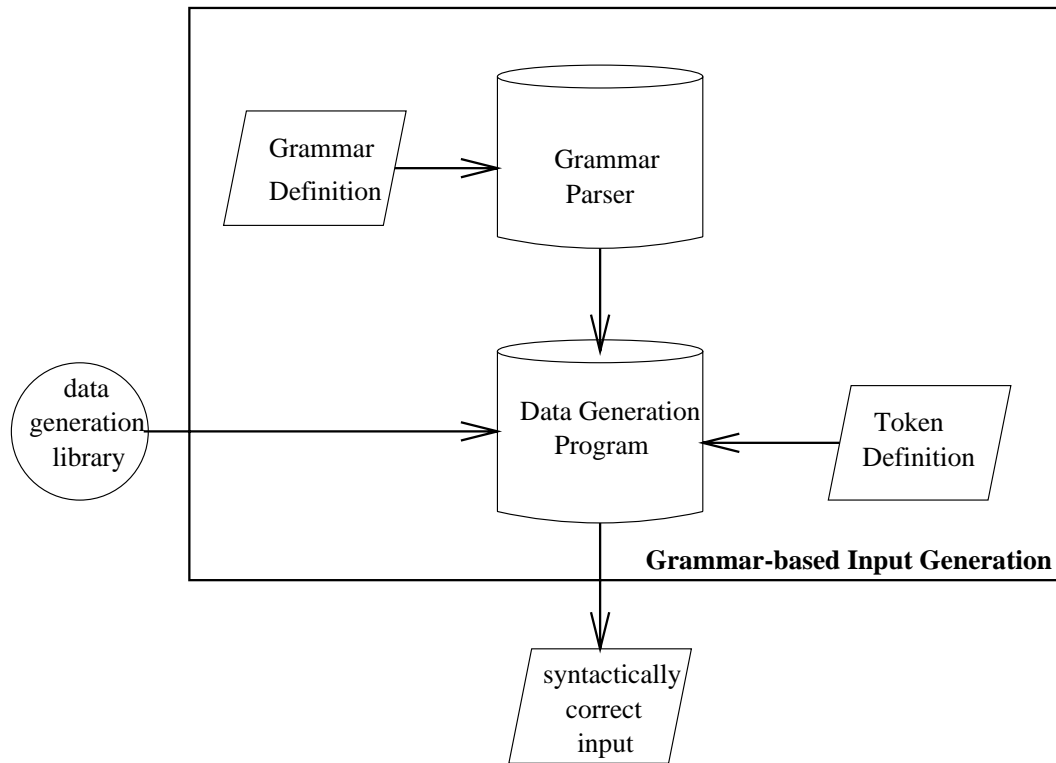 Grammar
Definition
Grammar
Parser
data
generation
library
Data Generation
Program
Token
Definition
Grammar-based Input Generation
syntactically
correct
input